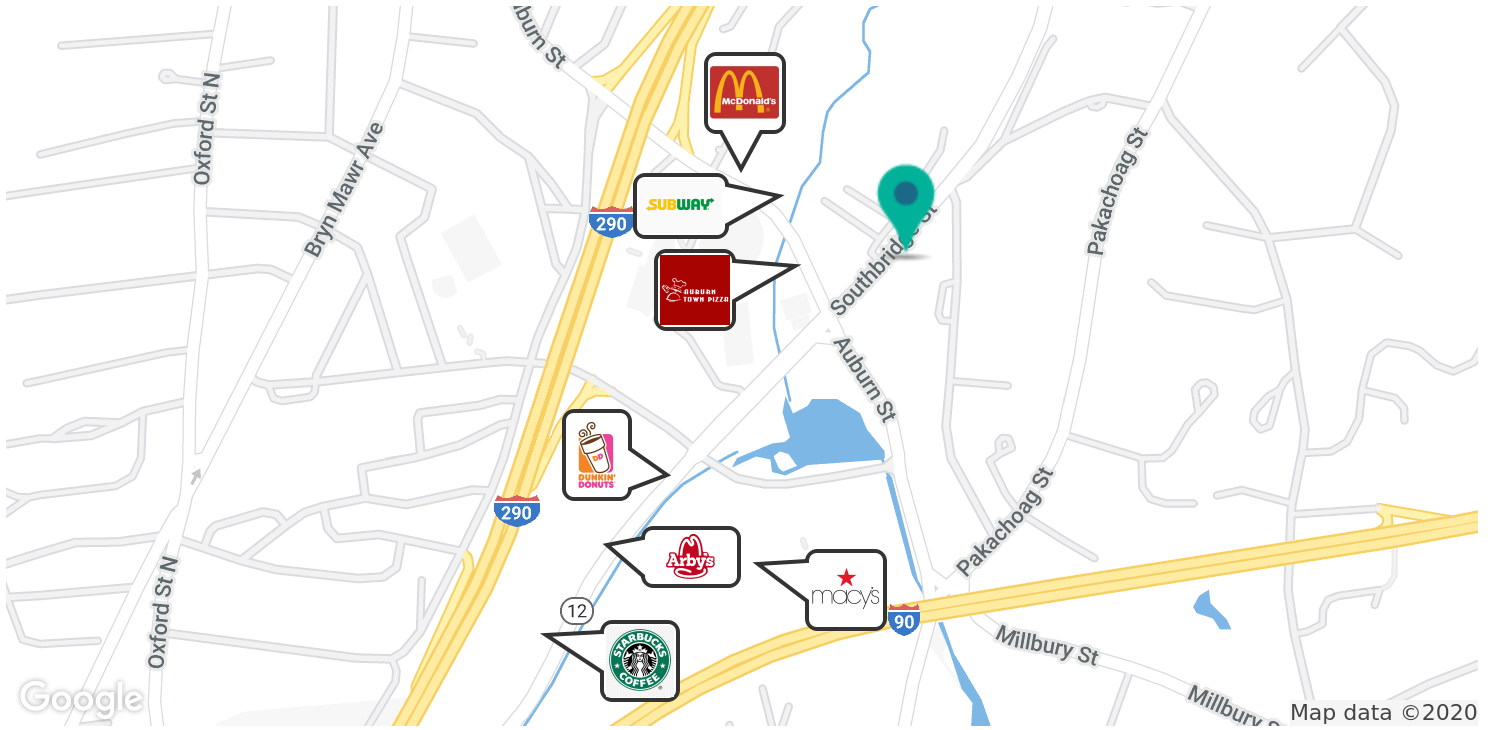 burn St
McDonald's
Oxford St N
Bryn Mawr Ave
Pakachoag St
SUBWAY
290
Southbridge St
AUBURN
TOWN PIZZA
Auburn St
DUNKIN'
DONUTS
290
Pakachoag St
Arby's
macy's
12
90
Oxford St N
STARBUCKS
COFFEE
Millbury St
Millbury S
Google
Map data ©2020